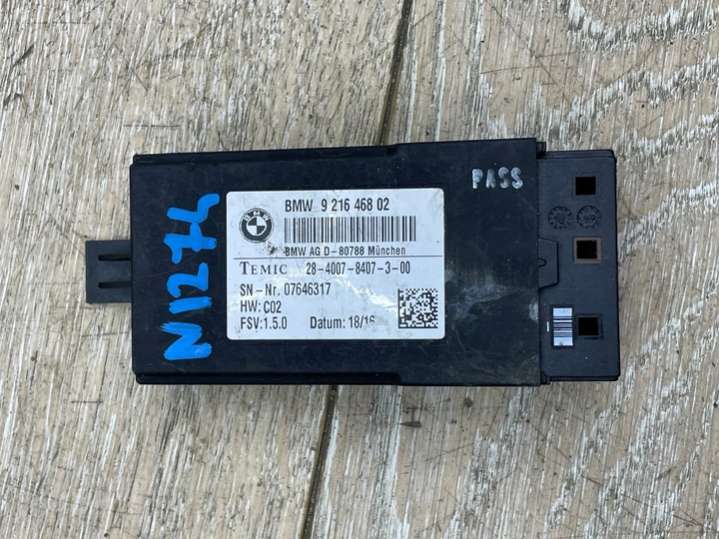 N1274
PASS
BMW 9 216 468 02
BMW AG D-80788 München
TEMIC 28-4007-8407-3-00
SN-Nr. 07646317
HW: C02
FSV:1.5.0 Datum: 18/16